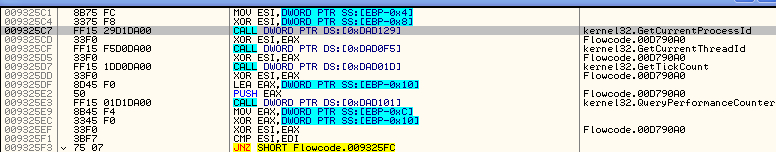 009325C1 8B75 FC MOV ESI,DWORD PTR SS:[EBP-0x4]
009325C4 3375 F8 XOR ESI,DWORD PTR SS:[EBP-0x8]
009325C7 FF15 29D1DA00 CALL DWORD PTR DS:[0xDAD129] kernel32.GetCurrentProcessId
009325CD 33F0 XOR ESI,EAX Flowcode.00D790A0
009325CF FF15 F5D0DA00 CALL DWORD PTR DS:[0xDAD0F5] kernel32.GetCurrentThreadId
009325D5 33F0 XOR ESI,EAX Flowcode.00D790A0
009325D7 FF15 1DD0DA00 CALL DWORD PTR DS:[0xDAD01D] kernel32.GetTickCount
009325DD 33F0 XOR ESI,EAX Flowcode.00D790A0
009325DF 8D45 F0 LEA EAX,DWORD PTR SS:[EBP-0x10]
009325E2 50 PUSH EAX Flowcode.00D790A0
009325E3 FF15 01D1DA00 CALL DWORD PTR DS:[0xDAD101] kernel32.QueryPerformanceCounter
009325E9 8B45 F4 MOV EAX,DWORD PTR SS:[EBP-0xC]
009325EC 3345 F0 XOR EAX,DWORD PTR SS:[EBP-0x10]
009325EF 33F0 XOR ESI,EAX Flowcode.00D790A0
009325F1 3BF7 CMP ESI,EDI
009325F3 75 07 JNZ SHORT Flowcode.009325FC